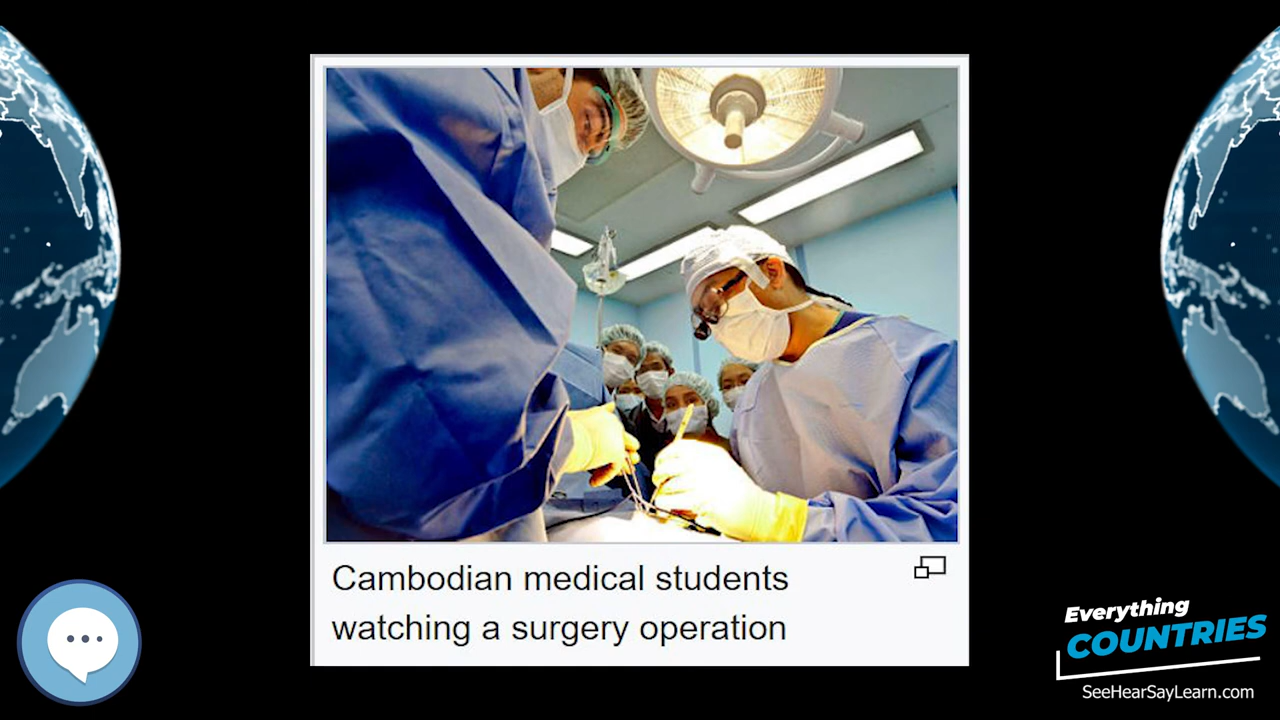 Cambodian medical students
watching a surgery operation
Everything
COUNTRIES
SeeHearSayLearn.com